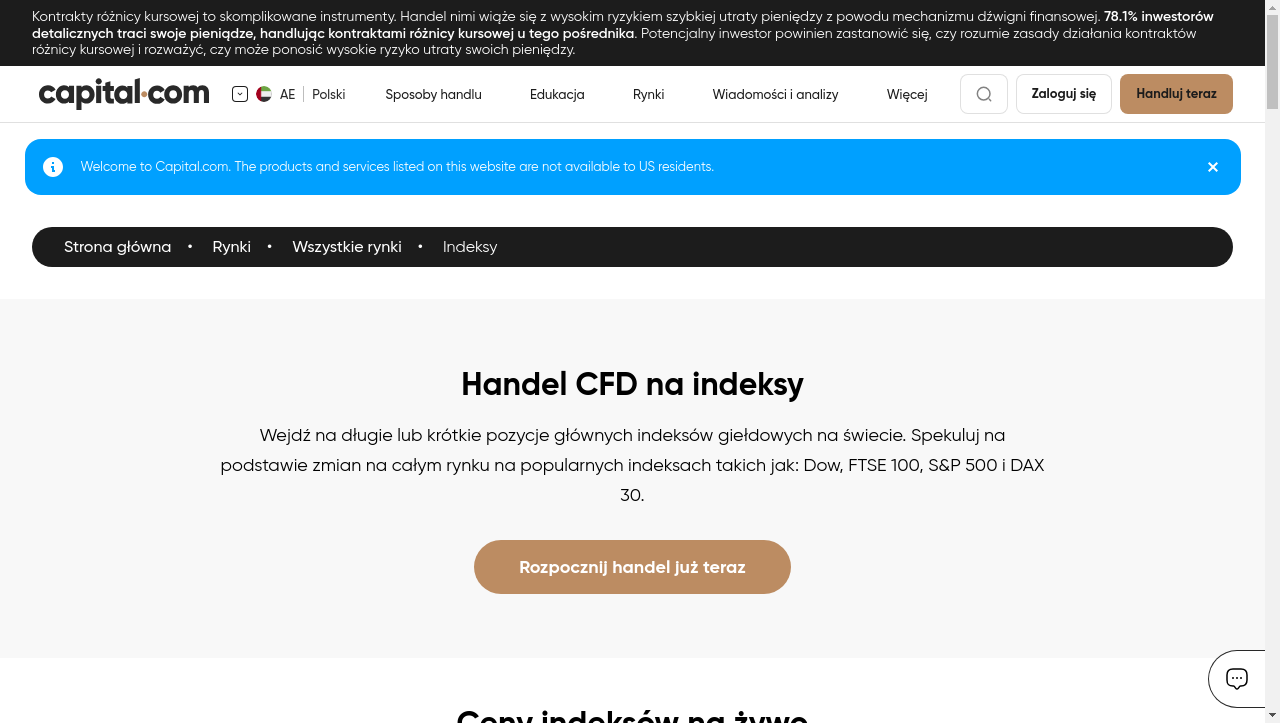 Kontrakty różnicy kursowej to skomplikowane instrumenty. Handel nimi wiąże się z wysokim ryzykiem szybkiej utraty pieniędzy z powodu mechanizmu dźwigni finansowej. 78.1% inwestorów
detalicznych traci swoje pieniądze, handlując kontraktami różnicy kursowej u tego pośrednika. Potencjalny inwestor powinien zastanowić się, czy rozumie zasady działania kontraktów
różnicy kursowej i rozważyć, czy może ponosić wysokie ryzyko utraty swoich pieniędzy.
capital.com AE Polski Sposoby handlu Edukacja Rynki Wiadomości i analizy Więcej Zaloguj się Handluj teraz
Welcome to Capital.com. The products and services listed on this website are not available to US residents.
Strona główna • Rynki • Wszystkie rynki • Indeksy
Handel CFD na indeksy
Wejdź na długie lub krótkie pozycje głównych indeksów giełdowych na świecie. Spekuluj na
podstawie zmian na całym rynku na popularnych indeksach takich jak: Dow, FTSE 100, S&P 500 i DAX
30.
Rozpocznij handel już teraz
Ceny indeksów na żywo